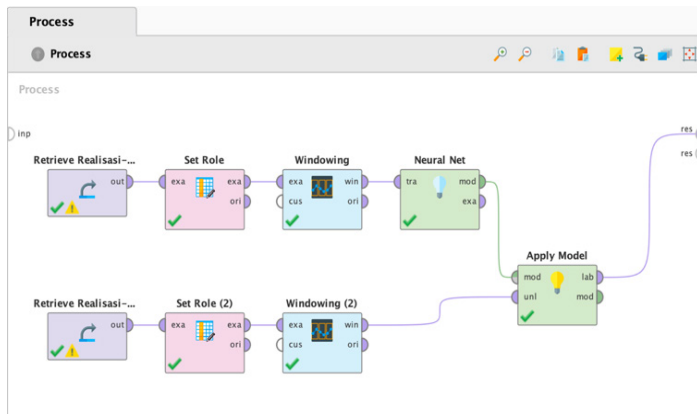 Process
Process
Process
inp
res
res
Retrieve Realisasi-...
out
Set Role
exa
exa
ori
Windowing
exa
win
cus
ori
Neural Net
tra
mod
exa
Apply Model
mod
lab
unl
mod
Retrieve Realisasi-...
out
Set Role (2)
exa
exa
ori
Windowing (2)
exa
win
cus
ori